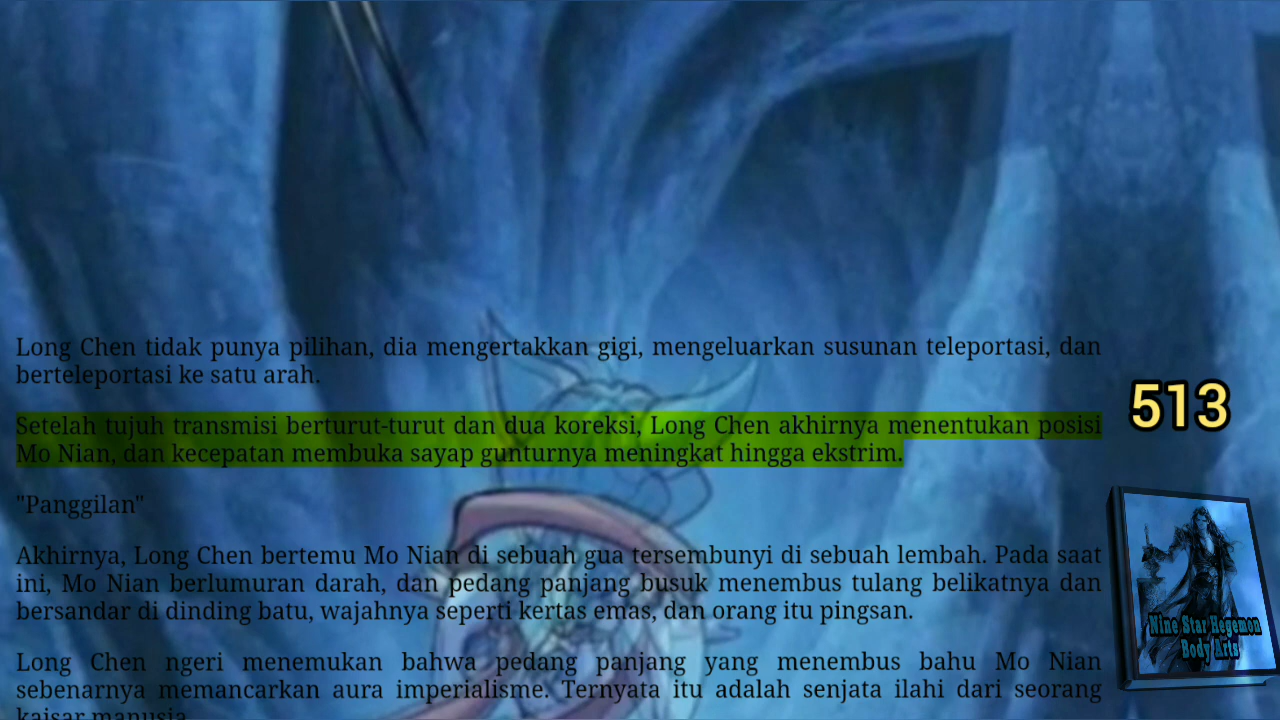 Long Chen tidak punya pilihan, dia mengertakkan gigi, mengeluarkan susunan teleportasi, dan
berteleportasi ke satu arah.
Setelah tujuh transmisi berturut-turut dan dua koreksi, Long Chen akhirnya menentukan posisi
Mo Nian, dan kecepatan membuka sayap gunturnya meningkat hingga ekstrim.
513
"Panggilan"
Akhirnya, Long Chen bertemu Mo Nian di sebuah gua tersembunyi di sebuah lembah. Pada saat
ini, Mo Nian berlumuran darah, dan pedang panjang busuk menembus tulang belikatnya dan
bersandar di dinding batu, wajahnya seperti kertas emas, dan orang itu pingsan.
Long Chen ngeri menemukan bahwa pedang panjang yang menembus bahu Mo Nian
sebenarnya memancarkan aura imperialisme. Ternyata itu adalah senjata ilahi dari seorang
kaisar manusia.
Nine Star Hegemon
Body Arts